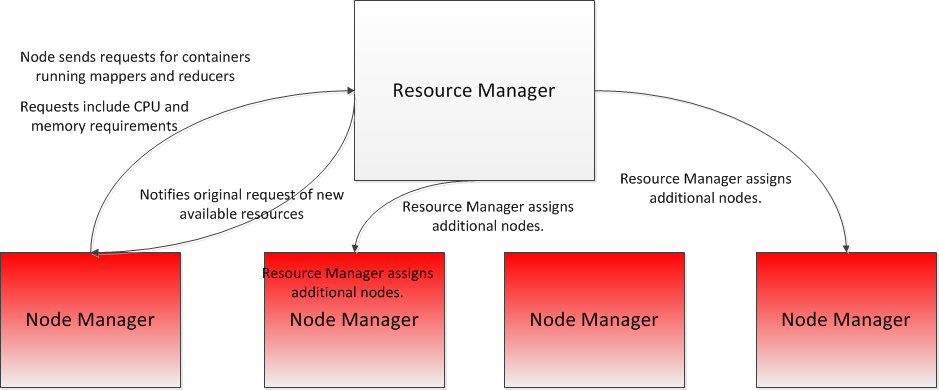 Node sends requests for containers
running mappers and reducers
Requests include CPU and
memory requirements
Resource Manager
Notifies original request of new
available resources
Resource Manager assigns
additional nodes.
Resource Manager assigns
additional nodes.
Resource Manager assigns
additional nodes.
Node Manager
Node Manager
Node Manager
Node Manager